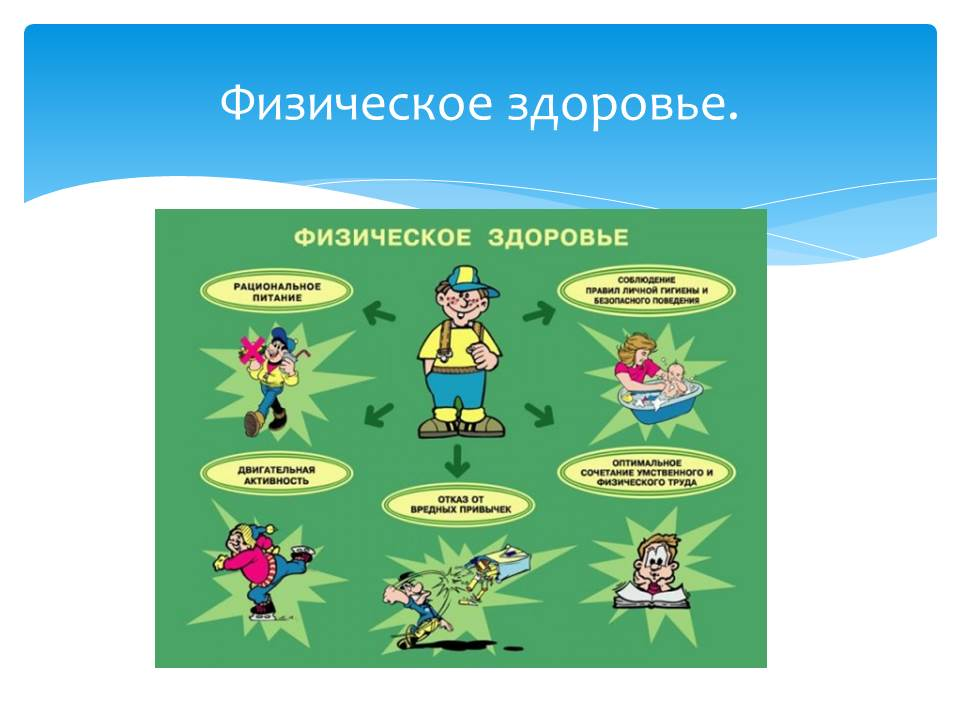 Физическое здоровье.
ФИЗИЧЕСКОЕ ЗДОРОВЬЕ
РАЦИОНАЛЬНОЕ
ПИТАНИЕ
СОБЛЮДЕНИЕ
ПРАВИЛ ЛИЧНОЙ ГИГИЕНЫ И
БЕЗОПАСНОГО ПОВЕДЕНИЯ
ДВИГАТЕЛЬНАЯ
АКТИВНОСТЬ
ОТКАЗ ОТ
ВРЕДНЫХ ПРИВЫЧЕК
ОПТИМАЛЬНОЕ
СОЧЕТАНИЕ УМСТВЕННОГО И
ФИЗИЧЕСКОГО ТРУДА